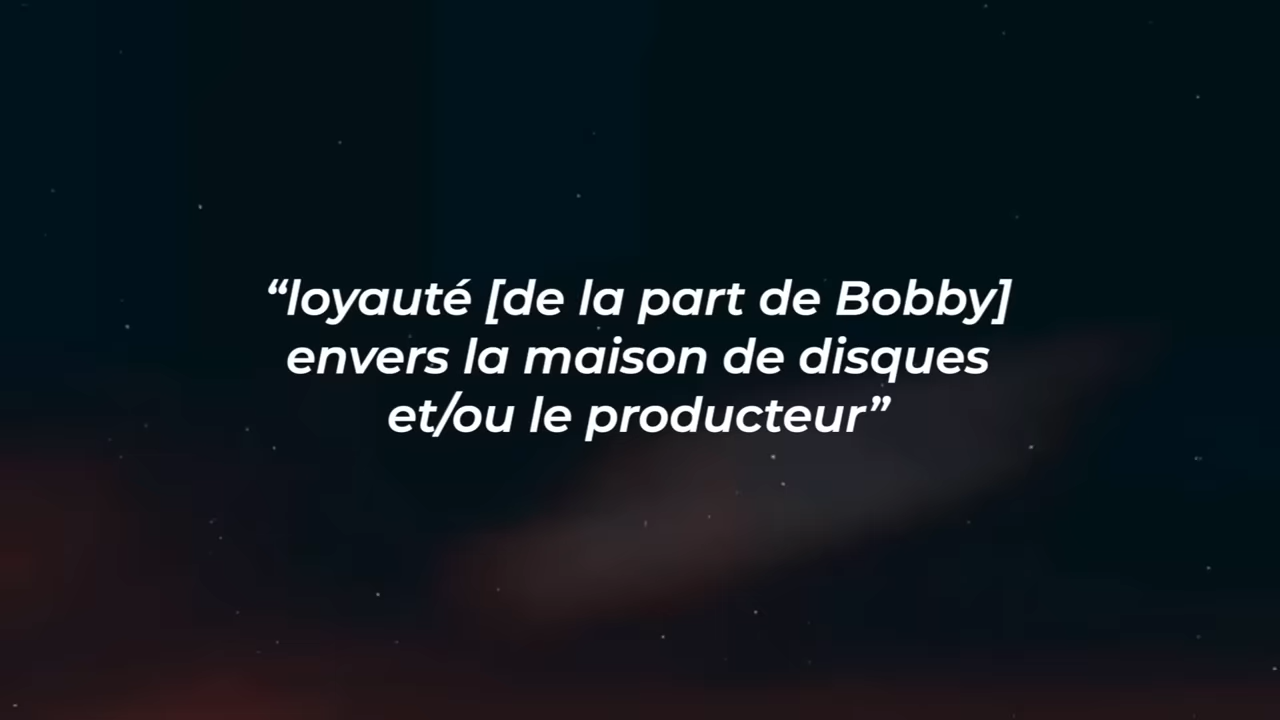 “loyauté [de la part de Bobby]
envers la maison de disques
et/ou le producteur”